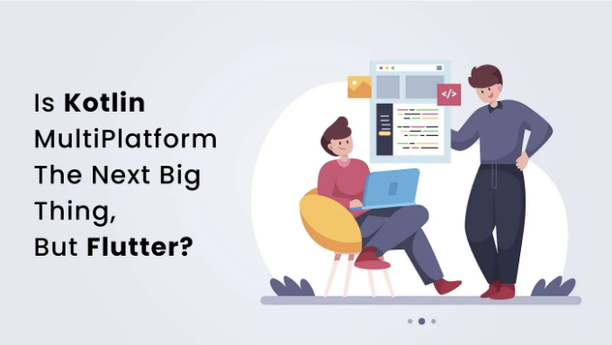 Is Kotlin
MultiPlatform
The Next Big
Thing,
But Flutter?
</>